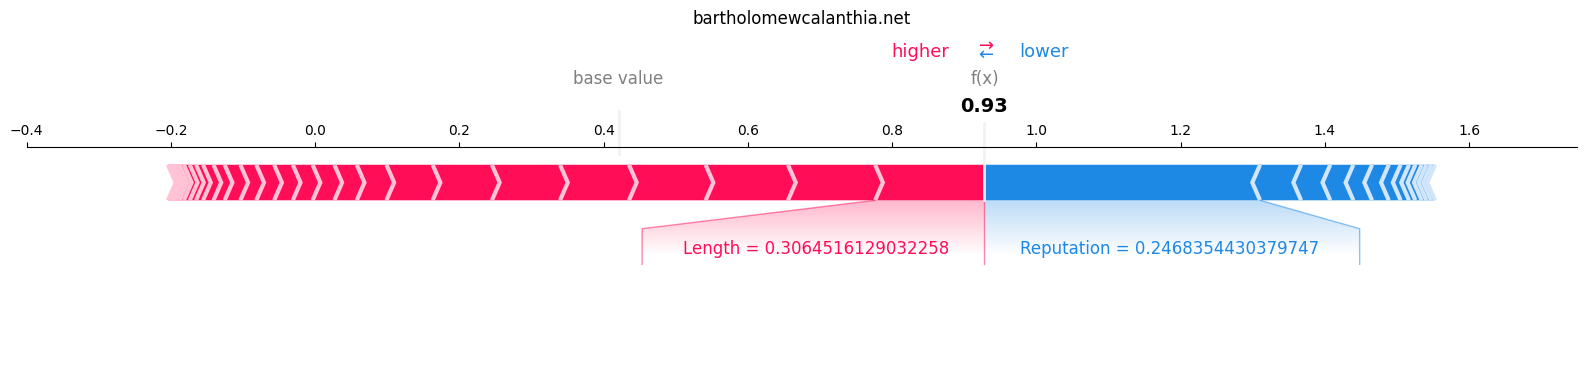 bartholomewcalanthia.net
higher → ← lower
base value f(x)
0.93
−0.4 −0.2 0.0 0.2 0.4 0.6 0.8 1.0 1.2 1.4 1.6
Length = 0.3064516129032258 Reputation = 0.2468354430379747